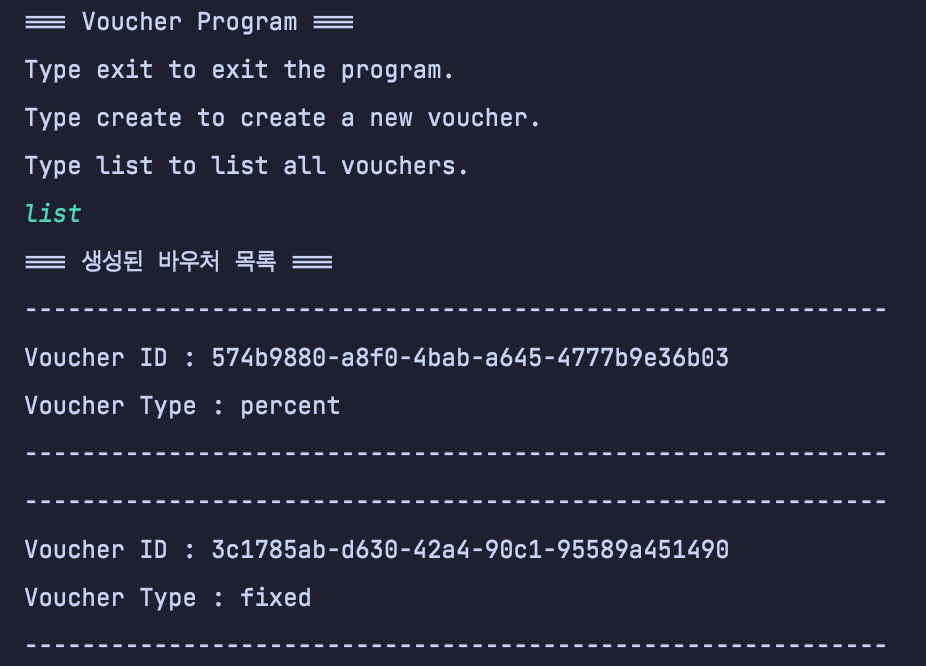 === Voucher Program ===
Type exit to exit the program.
Type create to create a new voucher.
Type list to list all vouchers.
list
=== 생성된 바우처 목록 ===
------------------------------------------------------------
Voucher ID : 574b9880-a8f0-4bab-a645-4777b9e36b03
Voucher Type : percent
------------------------------------------------------------
------------------------------------------------------------
Voucher ID : 3c1785ab-d630-42a4-90c1-95589a451490
Voucher Type : fixed
------------------------------------------------------------